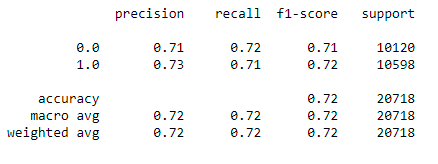 precision recall f1-score support
0.0 0.71 0.72 0.71 10120
1.0 0.73 0.71 0.72 10598
accuracy 0.72 20718
macro avg 0.72 0.72 0.72 20718
weighted avg 0.72 0.72 0.72 20718